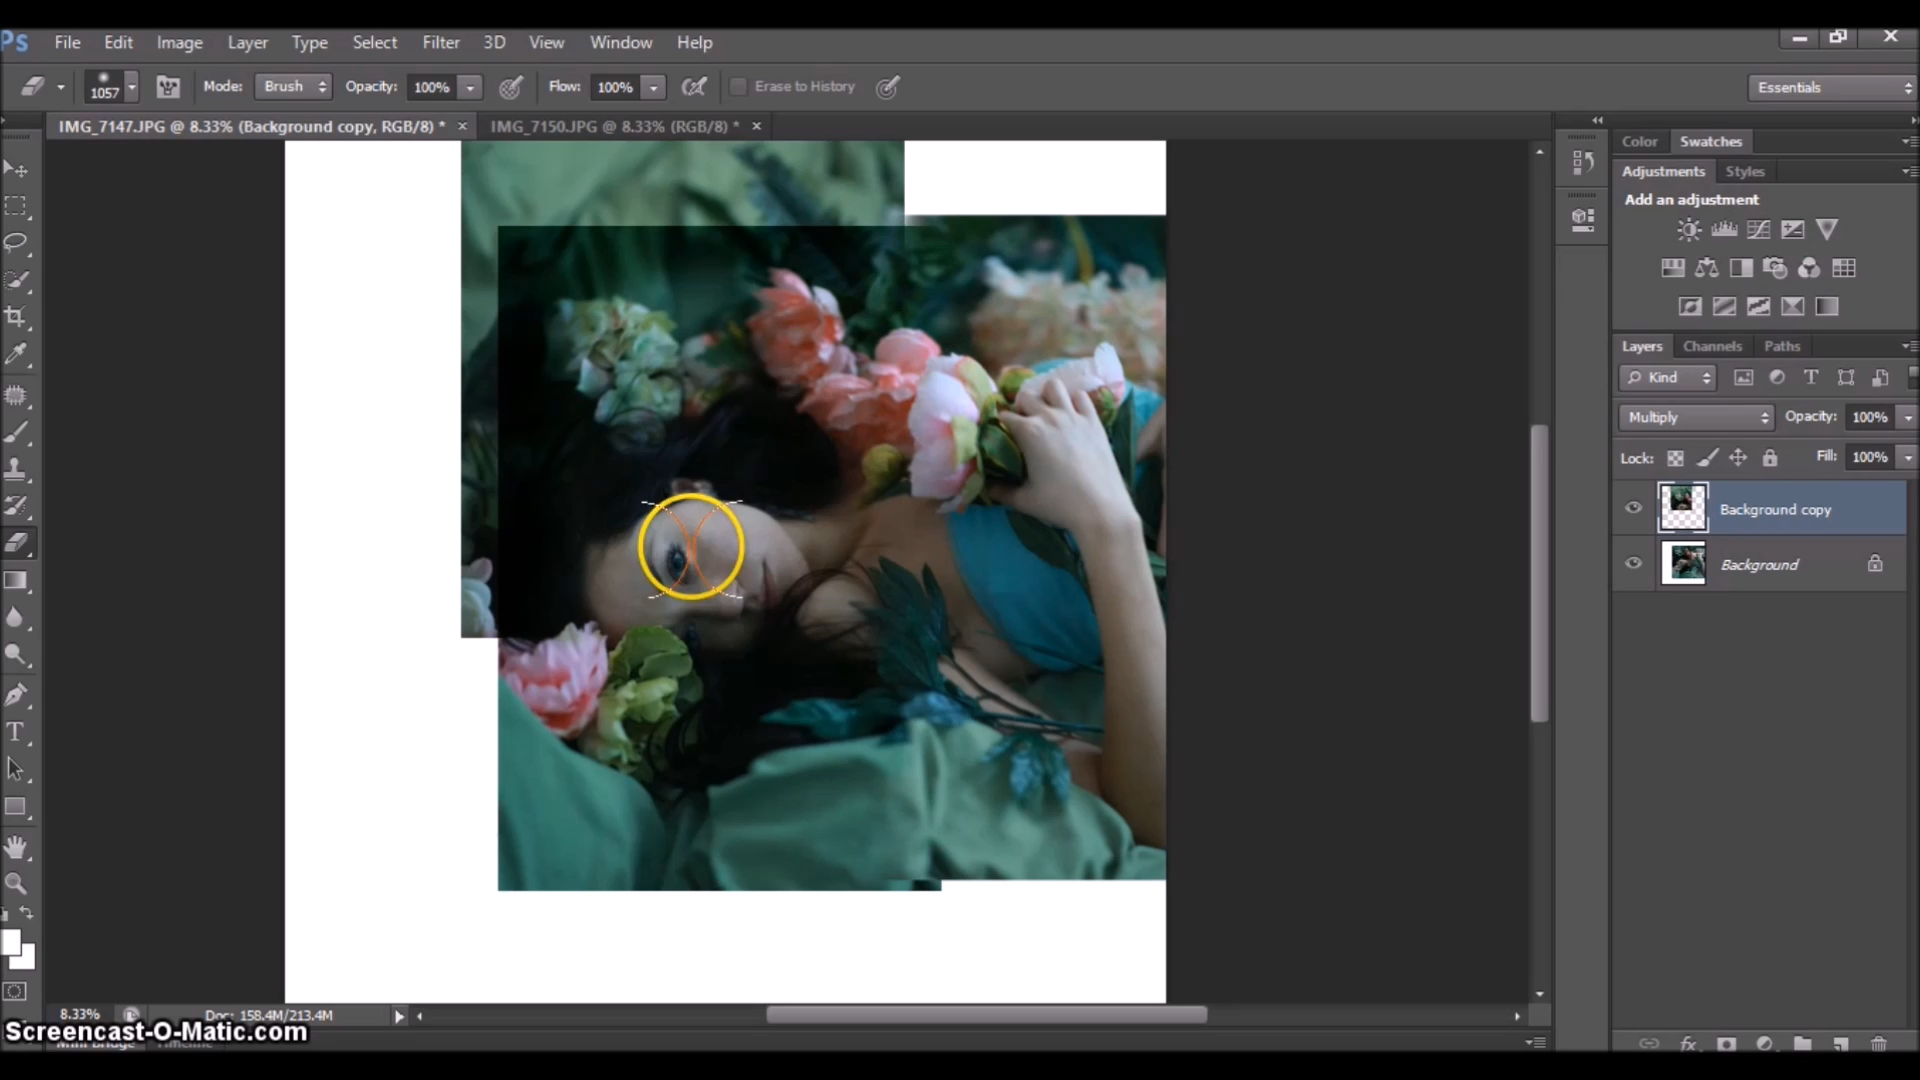 Ps File Edit Image Layer Type Select Filter 3D View Window Help
1057 Mode: Brush Opacity: 100% Flow: 100% Erase to History Essentials
IMG_7147.JPG @ 8.33% (Background copy, RGB/8) * × IMG_7150.JPG @ 8.33% (RGB/8) * ×
Color Swatches
Adjustments Styles
Add an adjustment
Layers Channels Paths
Kind
Multiply Opacity: 100%
Lock: Fill: 100%
Background copy
Background
8.33% Doc: 158.4M/213.4M
Screencast-O-Matic.com
Mini Bridge Timeline